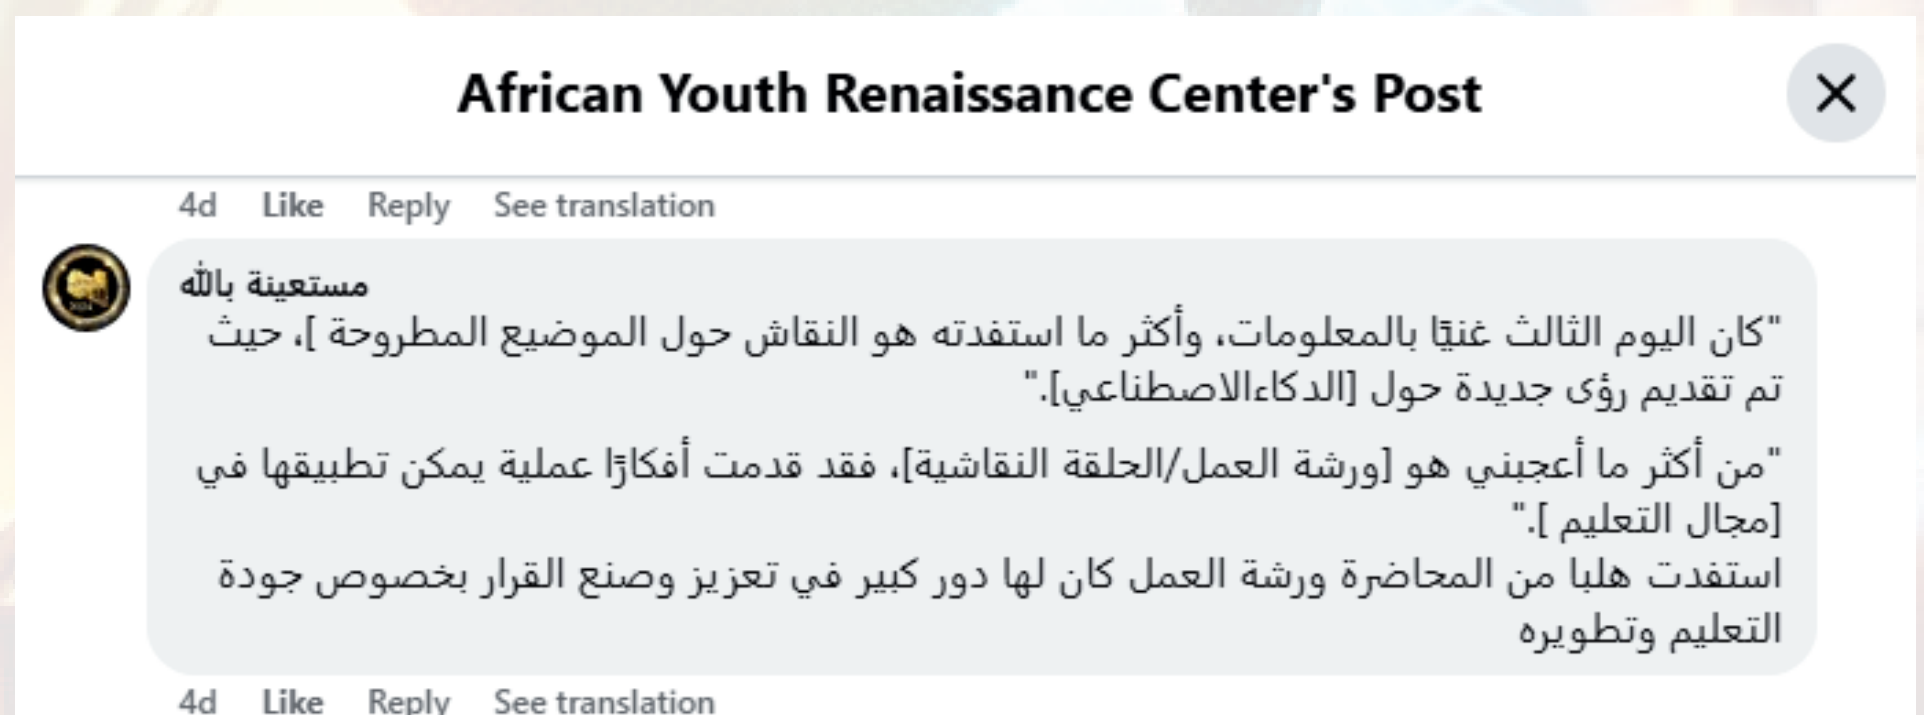 African Youth Renaissance Center's Post
4d Like Reply See translation
مستعينة بالله
"كان اليوم الثالث غنيًا بالمعلومات، وأكثر ما استفدته هو النقاش حول الموضيع المطروحة ]، حيث
تم تقديم رؤى جديدة حول [الدكاءالاصطناعي]."
"من أكثر ما أعجبني هو [ورشة العمل/الحلقة النقاشية]، فقد قدمت أفكارًا عملية يمكن تطبيقها في
[مجال التعليم ]."
استفدت هلبا من المحاضرة ورشة العمل كان لها دور كبير في تعزيز وصنع القرار بخصوص جودة
التعليم وتطويره
4d Like Reply See translation